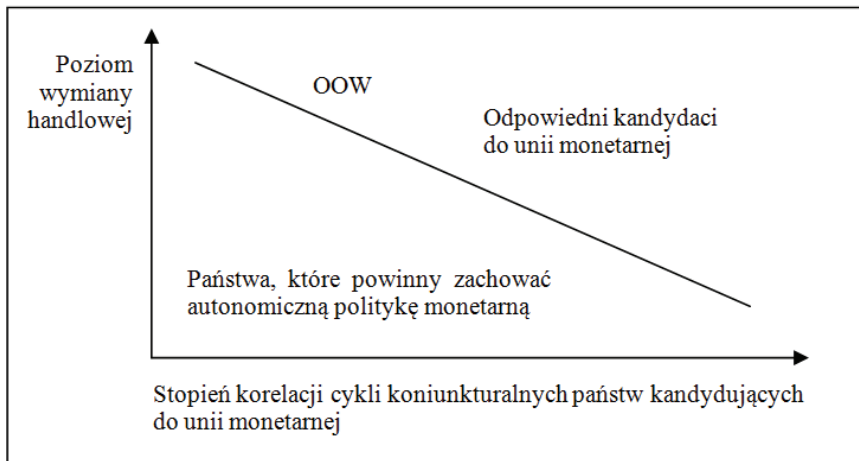 Poziom
wymiany
handlowej
OOW
Odpowiedni kandydaci
do unii monetarnej
Państwa, które powinny zachować
autonomiczną politykę monetarną
Stopień korelacji cykli koniunkturalnych państw kandydujących
do unii monetarnej